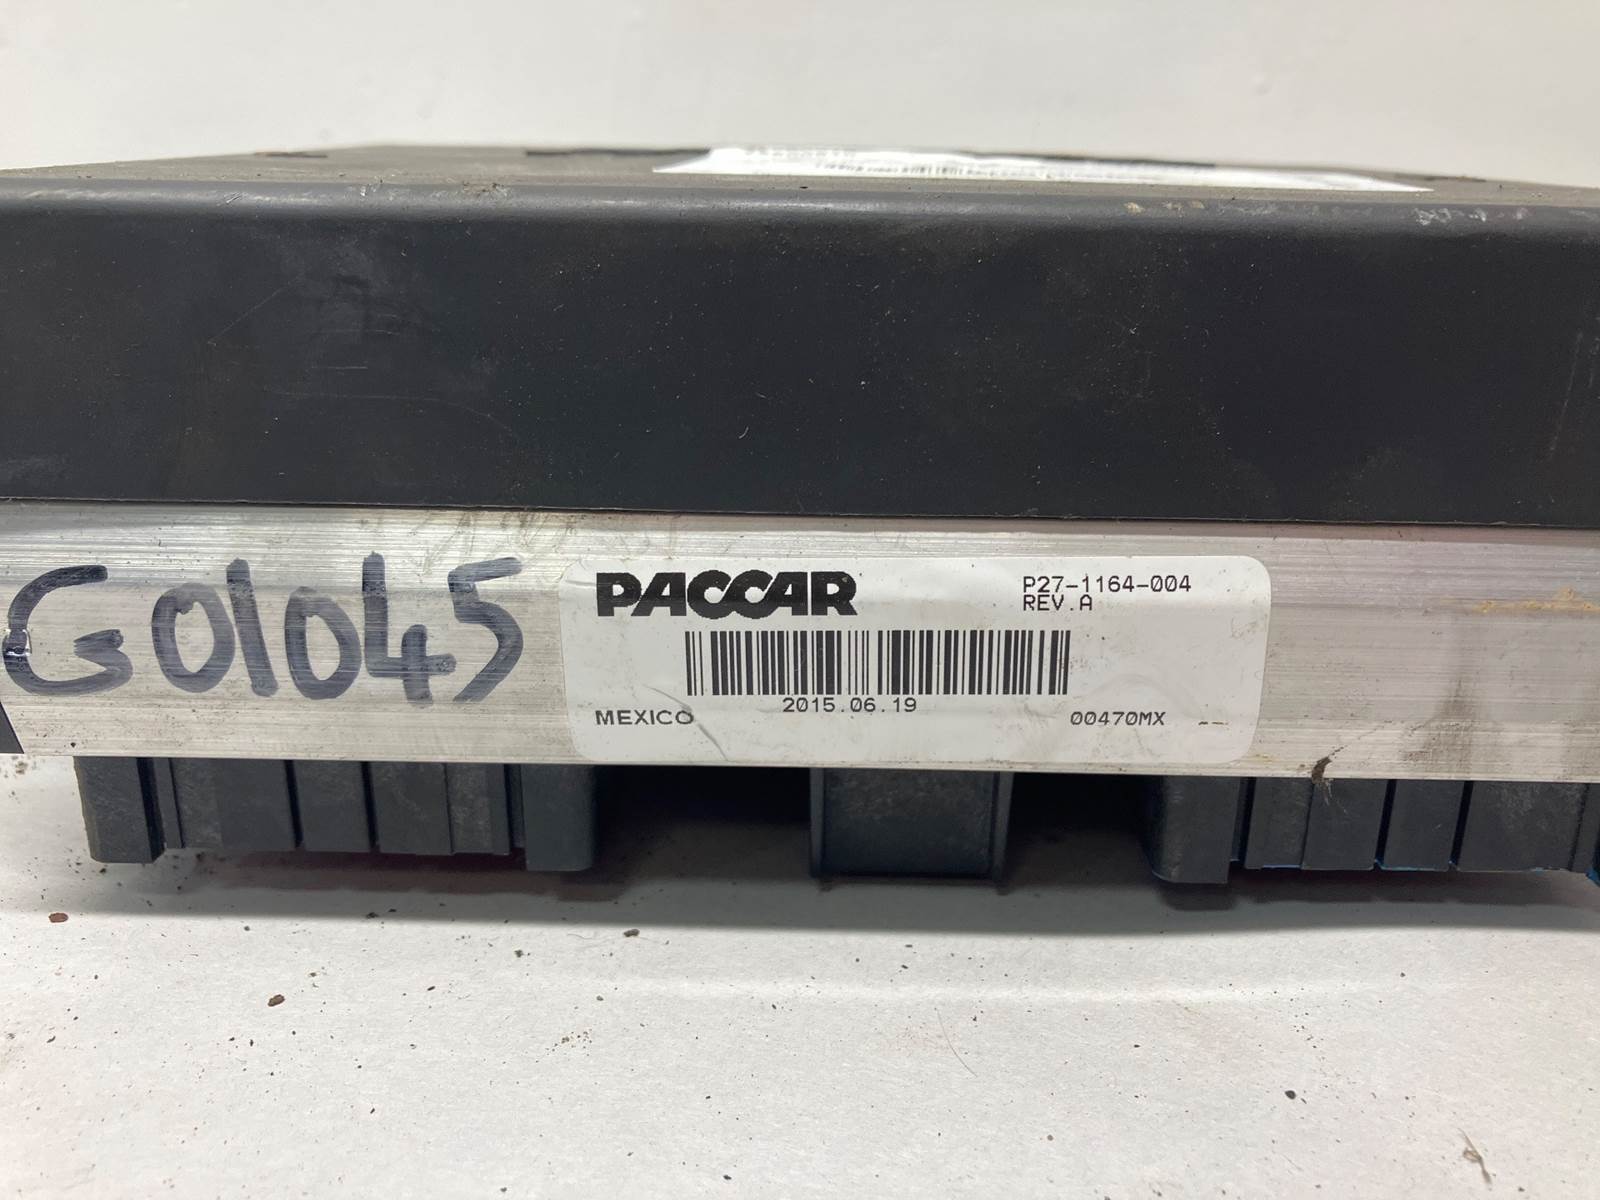 G01045
PACCAR
P27-1164-004
REV.A
2015.06.19
MEXICO
00470MX